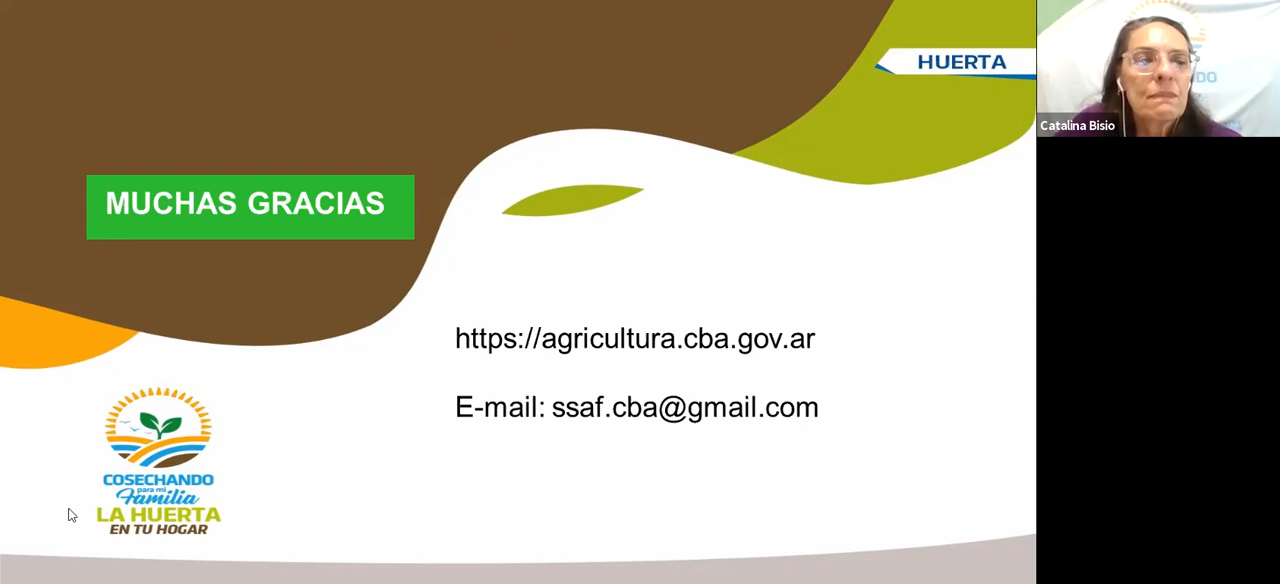 HUERTA
Catalina Bisio
MUCHAS GRACIAS
https://agricultura.cba.gov.ar
E-mail: ssaf.cba@gmail.com
COSECHANDO
para mi
Familia
LA HUERTA
EN TU HOGAR
DO